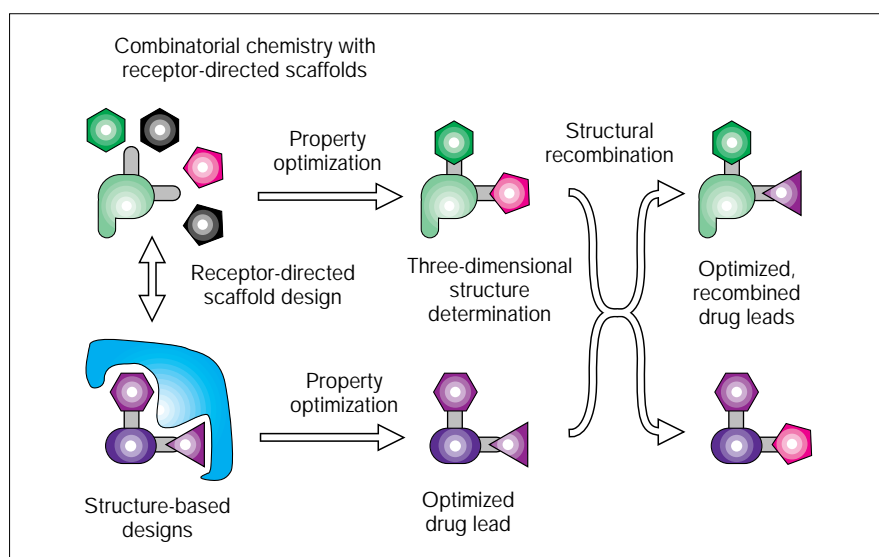 Combinatorial chemistry with
receptor-directed scaffolds
Property
optimization
Structural
recombination
Receptor-directed
scaffold design
Three-dimensional
structure
determination
Optimized,
recombined
drug leads
Property
optimization
Structure-based
designs
Optimized
drug lead